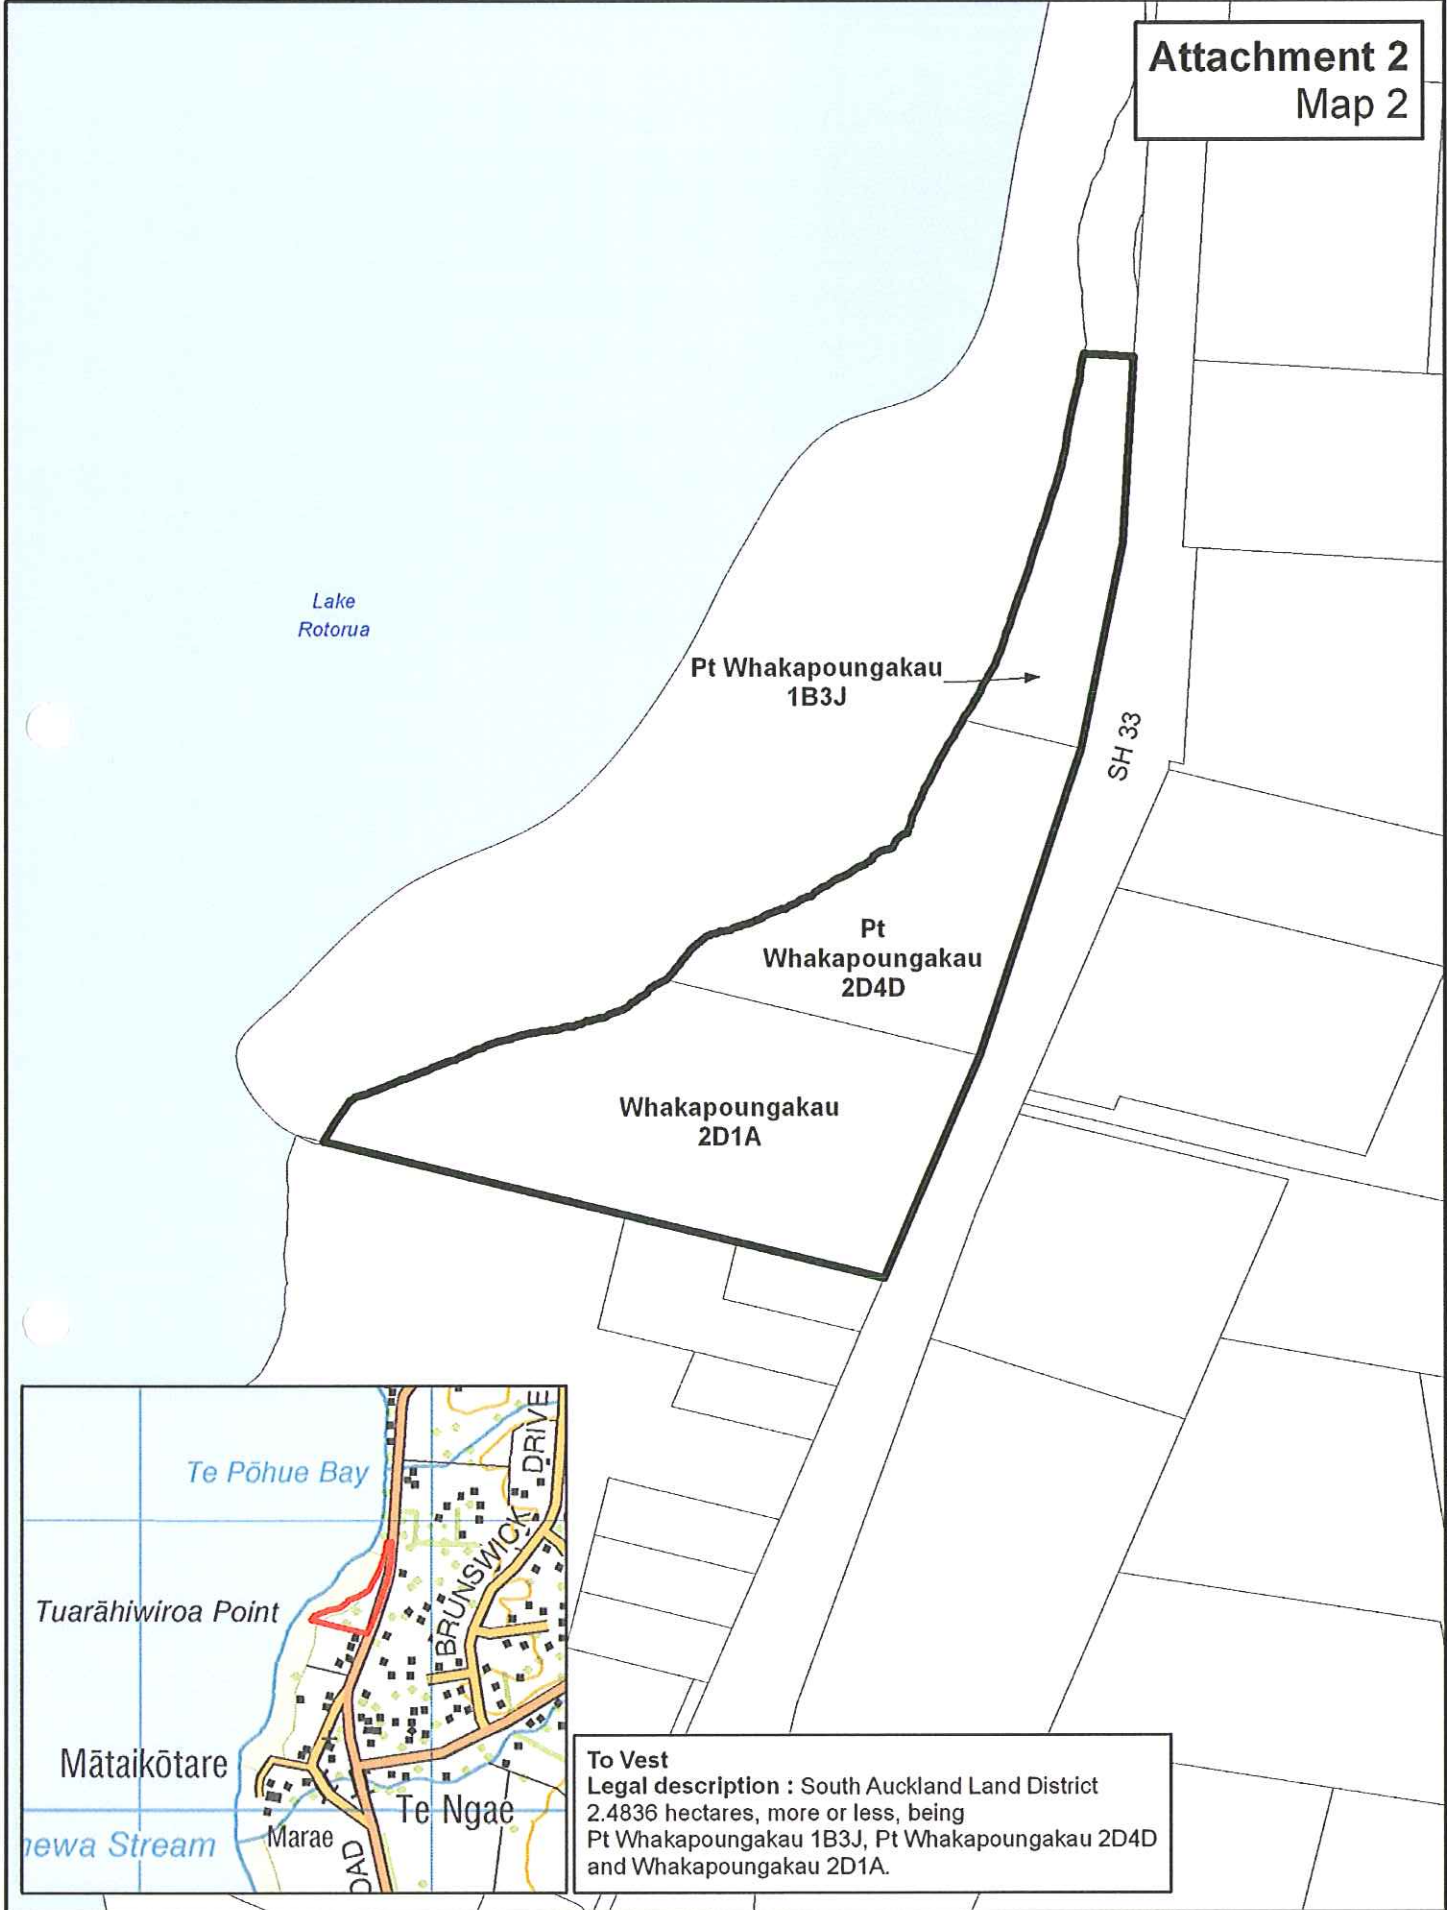 Attachment 2
Map 2
Lake
Rotorua
Pt Whakapoungakau
1B3J
SH 33
Pt
Whakapoungakau
2D4D
Whakapoungakau
2D1A
Te Pōhue Bay
DRIVE
BRUNSWICK
Tuarāhiwiroa Point
Mātaikōtare
Te Ngae
Marae
newa Stream
OAD
To Vest
Legal description : South Auckland Land District
2.4836 hectares, more or less, being
Pt Whakapoungakau 1B3J, Pt Whakapoungakau 2D4D
and Whakapoungakau 2D1A.